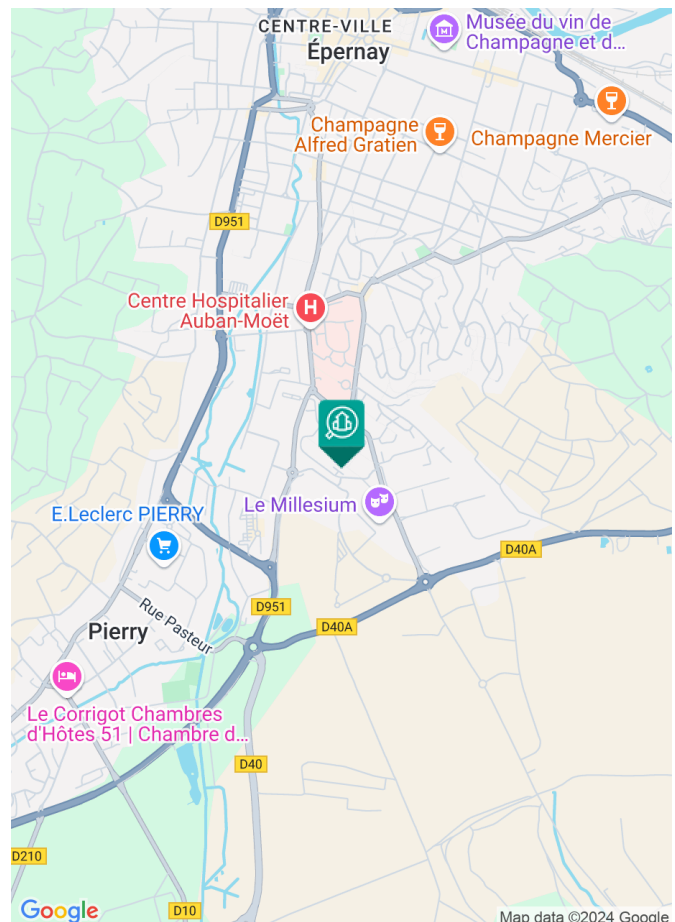 CENTRE-VILLE
Épernay
Musée du vin de
Champagne et d...
Champagne
Alfred Gratien
Champagne Mercier
D951
Centre Hospitalier
Auban-Moët
H
Le Millesium
E.Leclerc PIERRY
D40A
D951
Rue Pasteur
D40A
Pierry
Le Corrigot Chambres
d'Hôtes 51 | Chambre d...
D40
D210
D10
Google
Map data ©2024 Google